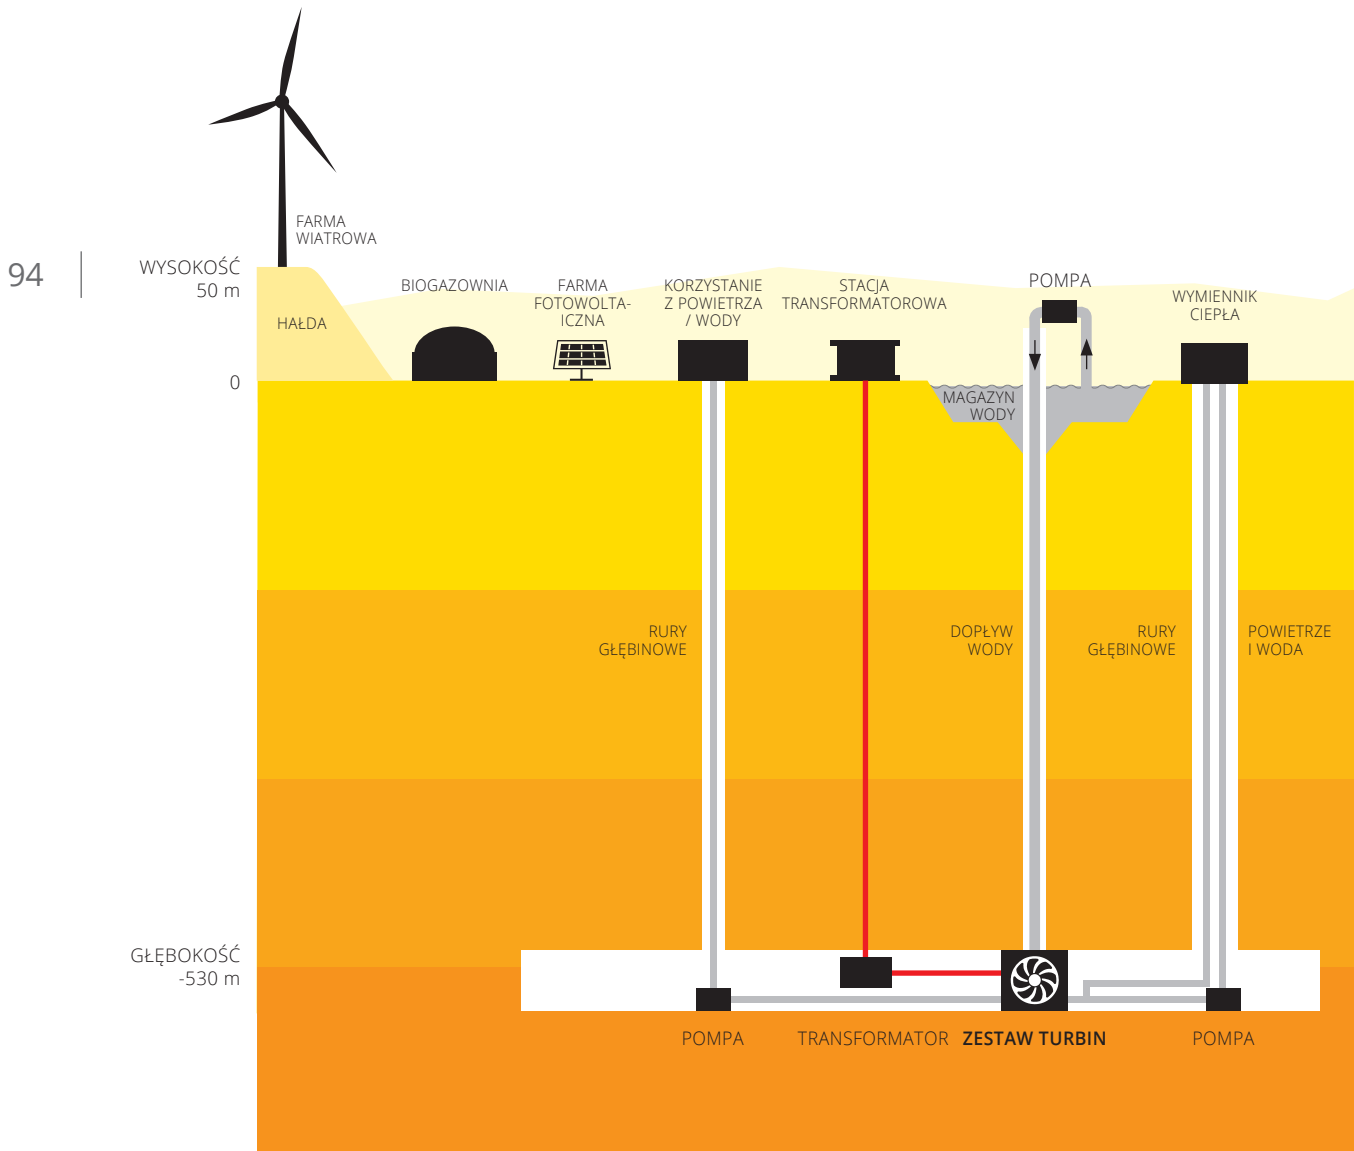 FARMA
WIATROWA
94
WYSOKOŚĆ
50 m
BIOGAZOWNIA
FARMA
FOTOWOLTA-
ICZNA
KORZYSTANIE
Z POWIETRZA
/ WODY
STACJA
TRANSFORMATOROWA
POMPA
WYMIENNIK
CIEPŁA
HAŁDA
0
MAGAZYN
WODY
RURY
GŁĘBINOWE
DOPŁYW
WODY
RURY
GŁĘBINOWE
POWIETRZE
I WODA
GŁĘBOKOŚĆ
-530 m
POMPA
TRANSFORMATOR
ZESTAW TURBIN
POMPA